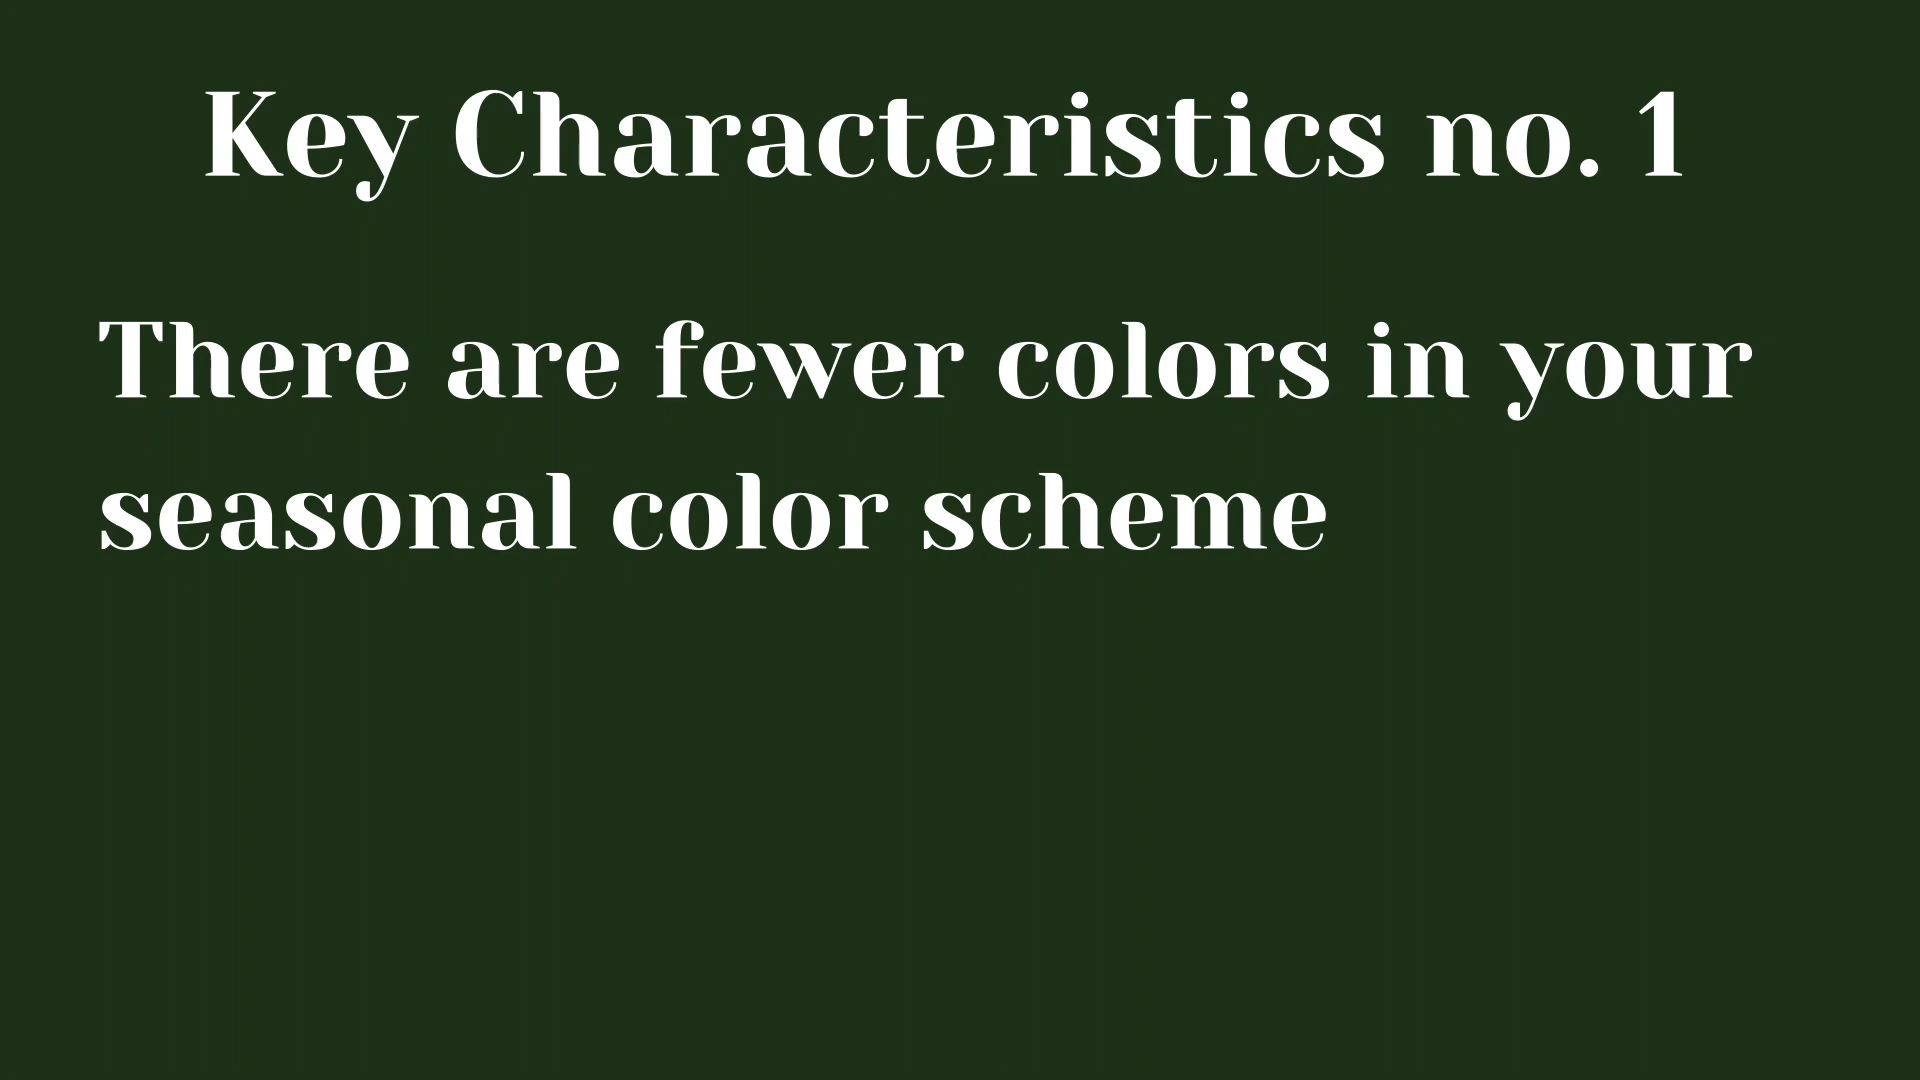 Key Characteristics no. 1
There are fewer colors in your
seasonal color scheme